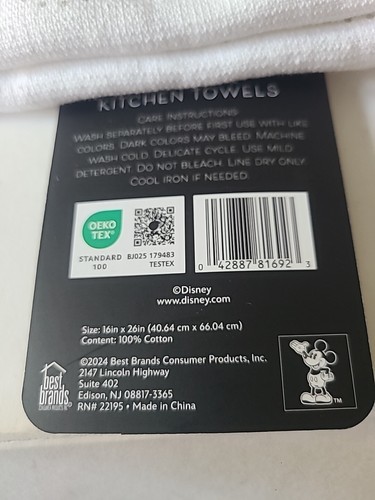 KITCHEN TOWELS
CARE INSTRUCTIONS:
WASH SEPARATELY BEFORE FIRST USE WITH LIKE
COLORS. DARK COLORS MAY BLEED. MACHINE
WASH COLD. DELICATE CYCLE. USE MILD
DETERGENT. DO NOT BLEACH. LINE DRY ONLY.
COOL IRON IF NEEDED.
OEKO
TEX®
STANDARD
100
BJ025 179483
TESTEX
0 42887 81692 3
©Disney
www.disney.com
Size: 16in x 26in (40.64 cm x 66.04 cm)
Content: 100% Cotton
©2024 Best Brands Consumer Products, Inc.
2147 Lincoln Highway
Suite 402
Edison, NJ 08817-3365
RN# 22195 • Made in China
best
brands
TM